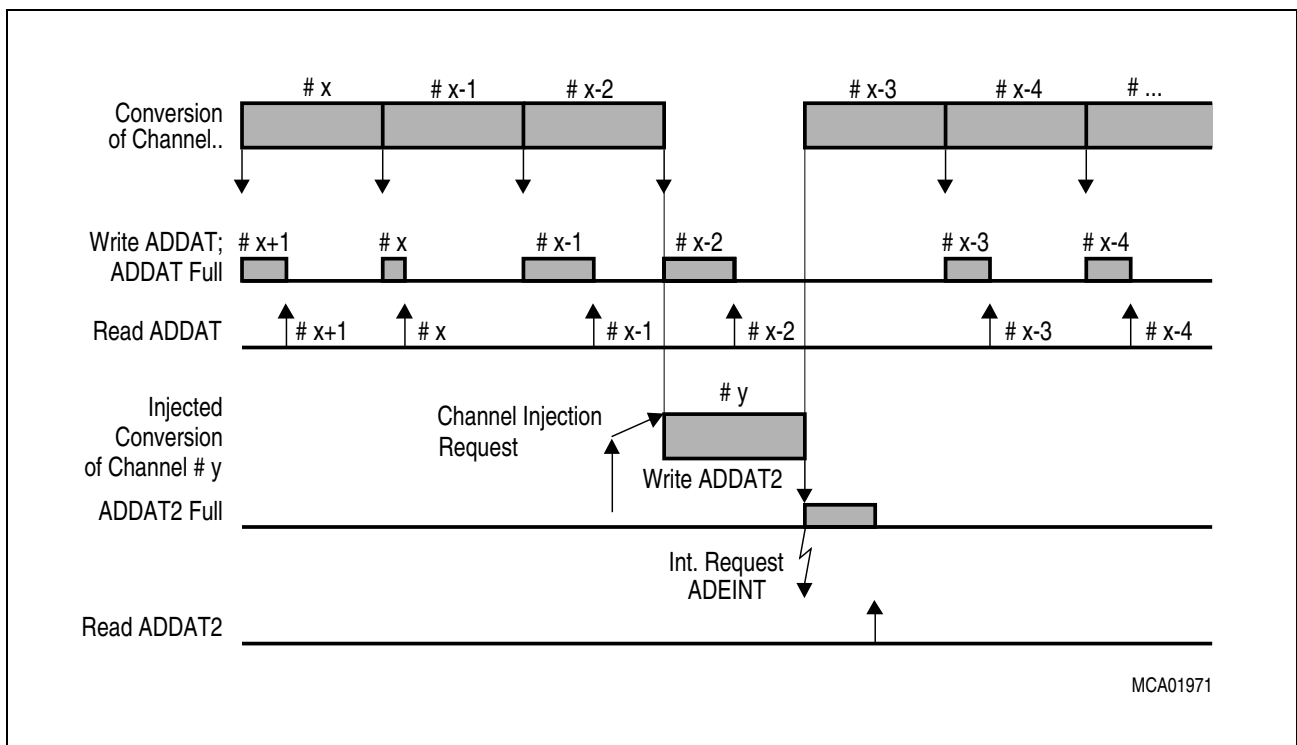 # x
# x-1
# x-2
# x-3
# x-4
# ...
Conversion
of Channel..
Write ADDAT;
ADDAT Full
# x+1
# x
# x-1
# x-2
# x-3
# x-4
Read ADDAT
# x+1
# x
# x-1
# x-2
# x-3
# x-4
Injected
Conversion
of Channel # y
Channel Injection
Request
# y
Write ADDAT2
ADDAT2 Full
Int. Request
ADEINT
Read ADDAT2
MCA01971